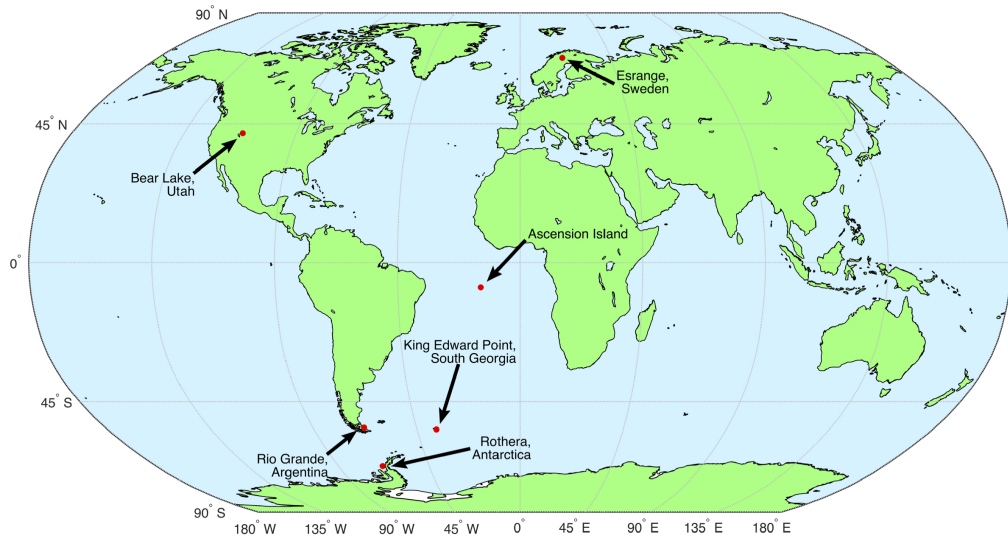 90° N
Esrange,
Sweden
45° N
Bear Lake,
Utah
Ascension Island
0°
King Edward Point,
South Georgia
45° S
Rio Grande,
Argentina
Rothera,
Antarctica
90° S
180° W
135° W
90° W
45° W
0°
45° E
90° E
135° E
180° E